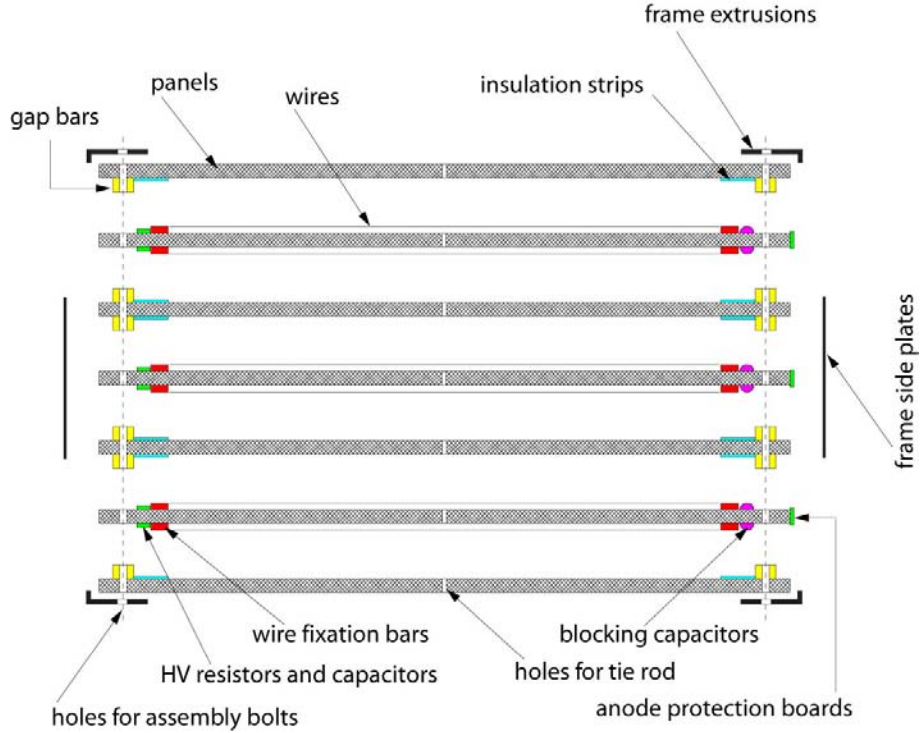 frame extrusions
insulation strips
panels
wires
gap bars
frame side plates
wire fixation bars
blocking capacitors
HV resistors and capacitors
holes for tie rod
anode protection boards
holes for assembly bolts